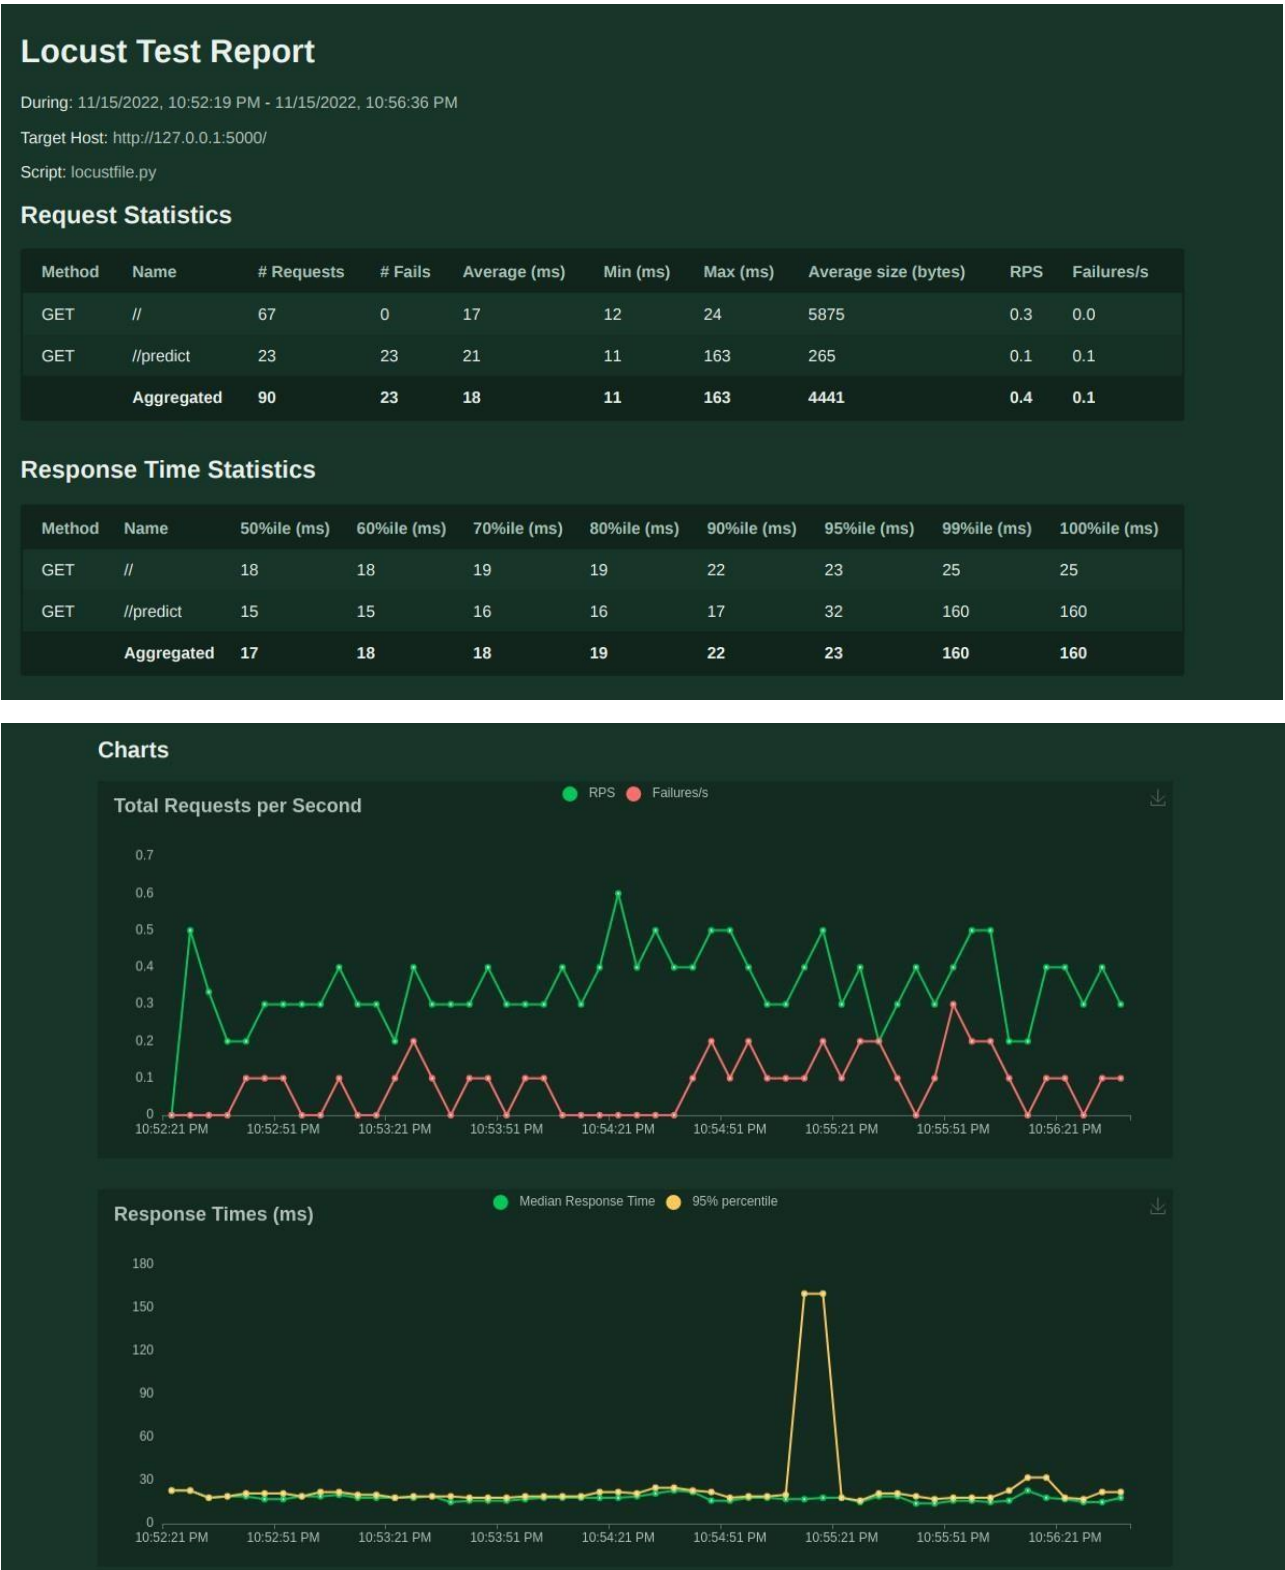 Locust Test Report
During: 11/15/2022, 10:52:19 PM - 11/15/2022, 10:56:36 PM
Target Host: http://127.0.0.1:5000/
Script: locustfile.py
Request Statistics
Method Name # Requests # Fails Average (ms) Min (ms) Max (ms) Average size (bytes) RPS Failures/s
GET // 67 0 17 12 24 5875 0.3 0.0
GET //predict 23 23 21 11 163 265 0.1 0.1
Aggregated 90 23 18 11 163 4441 0.4 0.1
Response Time Statistics
Method Name 50%ile (ms) 60%ile (ms) 70%ile (ms) 80%ile (ms) 90%ile (ms) 95%ile (ms) 99%ile (ms) 100%ile (ms)
GET // 18 18 19 19 22 23 25 25
GET //predict 15 15 16 16 17 32 160 160
Aggregated 17 18 18 19 22 23 160 160
Charts
Total Requests per Second
RPS Failures/s
0.7
0.6
0.5
0.4
0.3
0.2
0.1
0
10:52:21 PM 10:52:51 PM 10:53:21 PM 10:53:51 PM 10:54:21 PM 10:54:51 PM 10:55:21 PM 10:55:51 PM 10:56:21 PM
Response Times (ms)
Median Response Time 95% percentile
180
150
120
90
60
30
0
10:52:21 PM 10:52:51 PM 10:53:21 PM 10:53:51 PM 10:54:21 PM 10:54:51 PM 10:55:21 PM 10:55:51 PM 10:56:21 PM